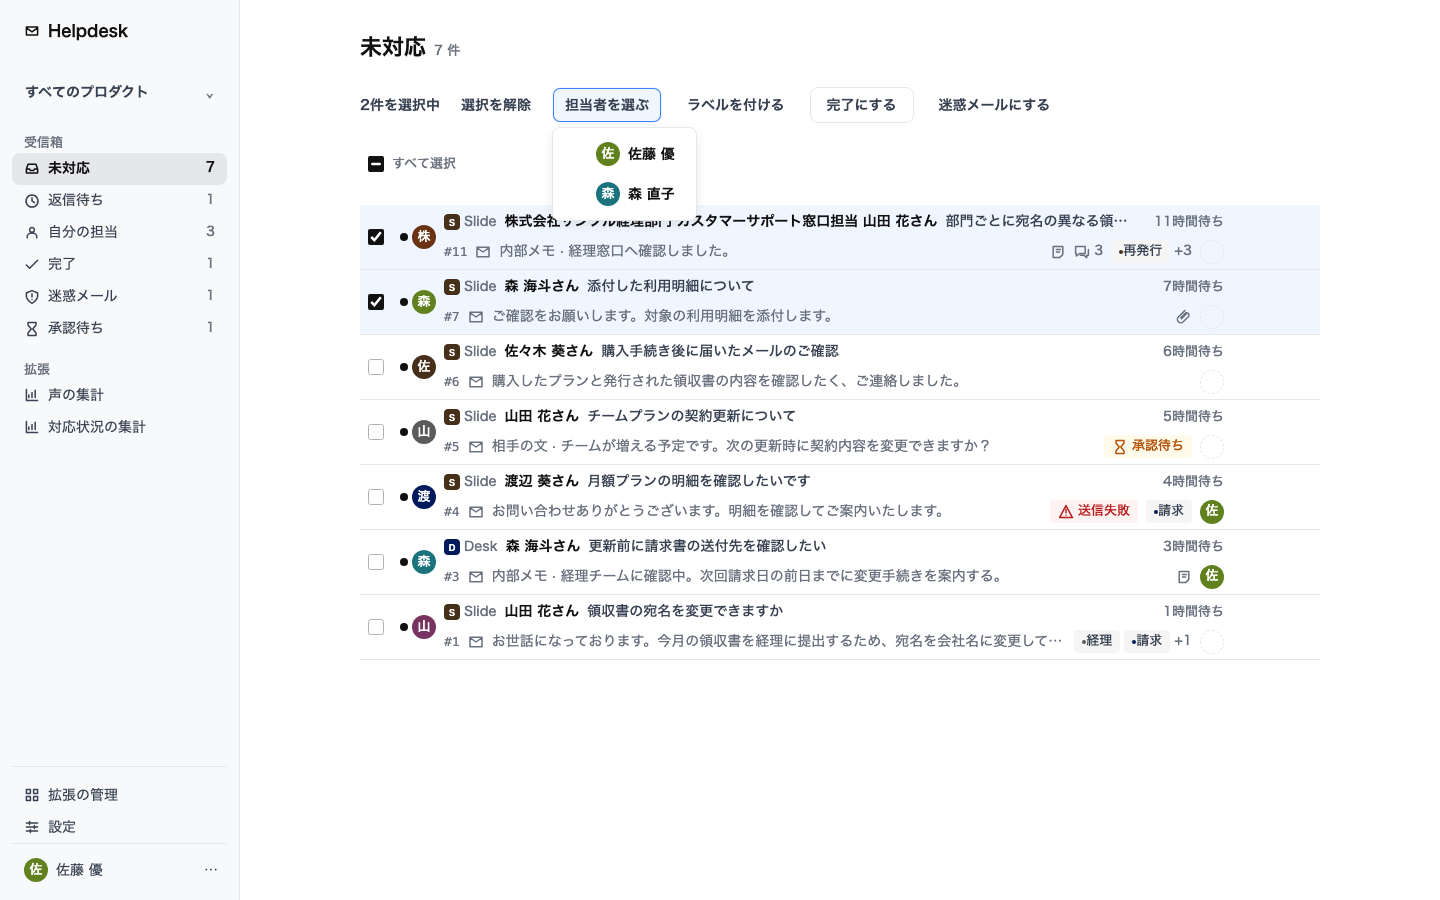 Helpdesk
すべてのプロダクト
受信箱
未対応 7
返信待ち 1
自分の担当 3
完了 1
迷惑メール 1
承認待ち 1
拡張
声の集計
対応状況の集計
拡張の管理
設定
佐 佐藤 優 …
未対応 7 件
2件を選択中 選択を解除 担当者を選ぶ ラベルを付ける 完了にする 迷惑メールにする
佐 佐藤 優
森 森 直子
すべて選択
株 S Slide 株式会社サンプル経理部門カスタマーサポート窓口担当 山田 花さん 部門ごとに宛名の異なる領… 11時間待ち
#11 内部メモ · 経理窓口へ確認しました。 3 •再発行 +3
森 S Slide 森 海斗さん 添付した利用明細について 7時間待ち
#7 ご確認をお願いします。対象の利用明細を添付します。
佐 S Slide 佐々木 葵さん 購入手続き後に届いたメールのご確認 6時間待ち
#6 購入したプランと発行された領収書の内容を確認したく、ご連絡しました。
山 S Slide 山田 花さん チームプランの契約更新について 5時間待ち
#5 相手の文 · チームが増える予定です。次の更新時に契約内容を変更できますか？ 承認待ち
渡 S Slide 渡辺 葵さん 月額プランの明細を確認したいです 4時間待ち
#4 お問い合わせありがとうございます。明細を確認してご案内いたします。 送信失敗 •請求 佐
森 D Desk 森 海斗さん 更新前に請求書の送付先を確認したい 3時間待ち
#3 内部メモ · 経理チームに確認中。次回請求日の前日までに変更手続きを案内する。 佐
山 S Slide 山田 花さん 領収書の宛名を変更できますか 1時間待ち
#1 お世話になっております。今月の領収書を経理に提出するため、宛名を会社名に変更して… •経理 •請求 +1